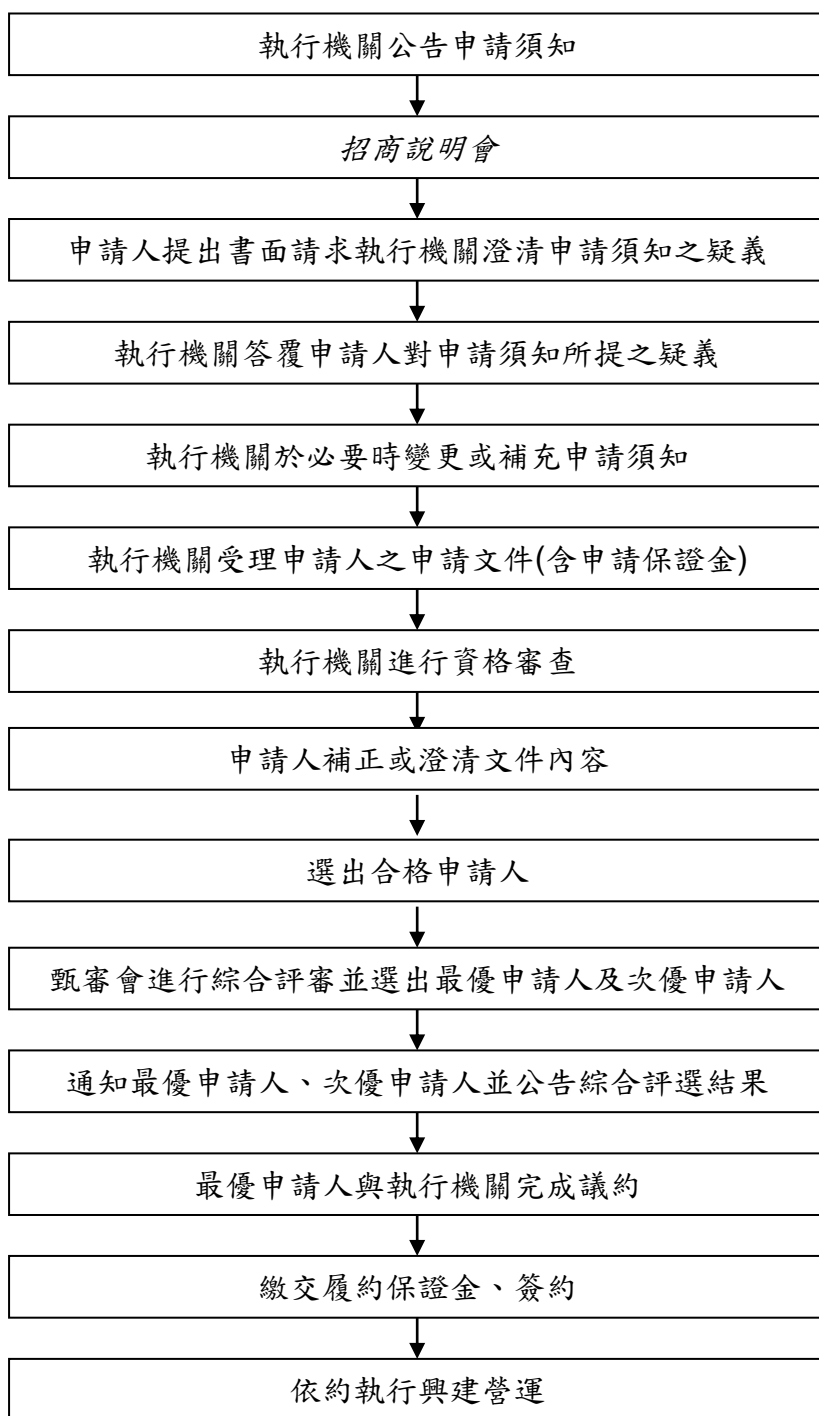 執行機關公告申請須知
招商說明會
申請人提出書面請求執行機關澄清申請須知之疑義
執行機關答覆申請人對申請須知所提之疑義
執行機關於必要時變更或補充申請須知
執行機關受理申請人之申請文件(含申請保證金)
執行機關進行資格審查
申請人補正或澄清文件內容
選出合格申請人
甄審會進行綜合評審並選出最優申請人及次優申請人
通知最優申請人、次優申請人並公告綜合評選結果
最優申請人與執行機關完成議約
繳交履約保證金、簽約
依約執行興建營運